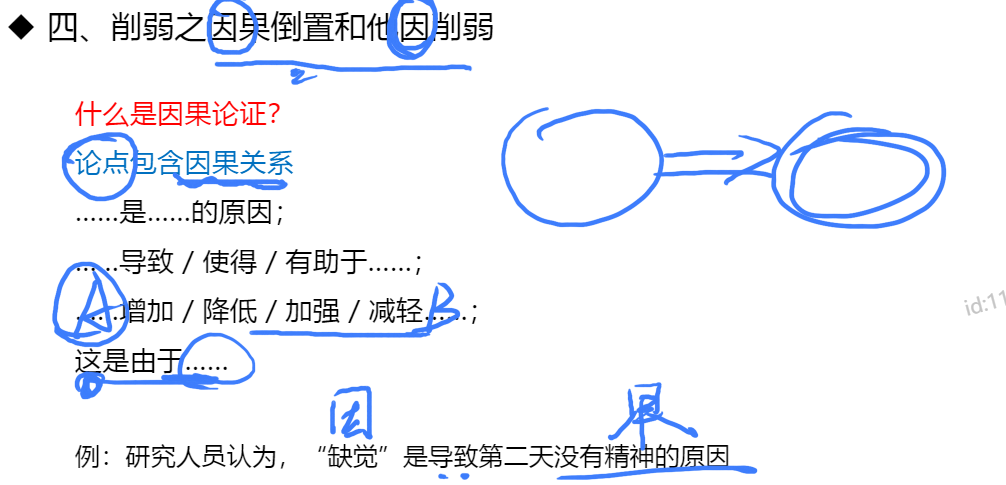 ◆ 四、削弱之因果倒置和他因削弱
2
什么是因果论证？
论点包含因果关系
……是……的原因；
……导致 / 使得 / 有助于……；
A ……增加 / 降低 / 加强 / 减轻…… B；
这是由于……
id:11
因 果
例：研究人员认为，“缺觉”是导致第二天没有精神的原因